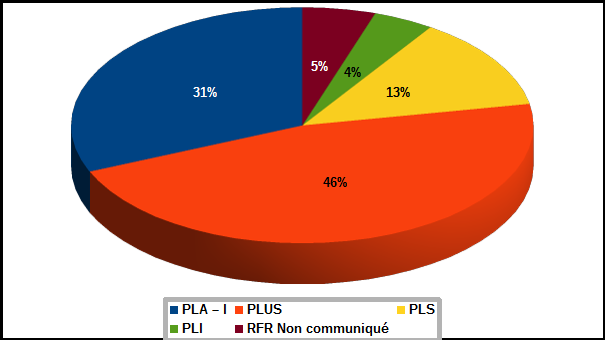 5%
4%
13%
31%
46%
PLA – I PLUS PLS
PLI RFR Non communiqué